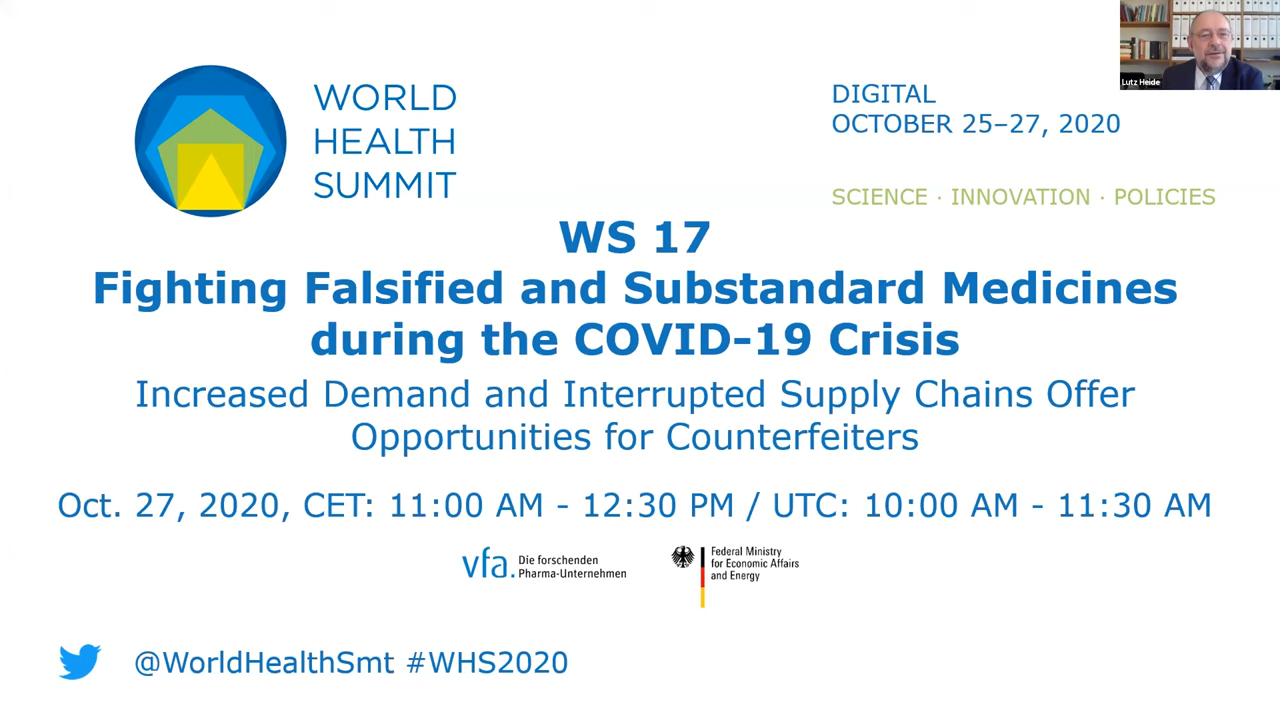 WORLD
HEALTH
SUMMIT
DIGITAL
OCTOBER 25–27, 2020
SCIENCE · INNOVATION · POLICIES
Lutz Heide
WS 17
Fighting Falsified and Substandard Medicines
during the COVID-19 Crisis
Increased Demand and Interrupted Supply Chains Offer
Opportunities for Counterfeiters
Oct. 27, 2020, CET: 11:00 AM - 12:30 PM / UTC: 10:00 AM - 11:30 AM
vfa. Die forschenden
Pharma-Unternehmen
Federal Ministry
for Economic Affairs
and Energy
@WorldHealthSmt #WHS2020